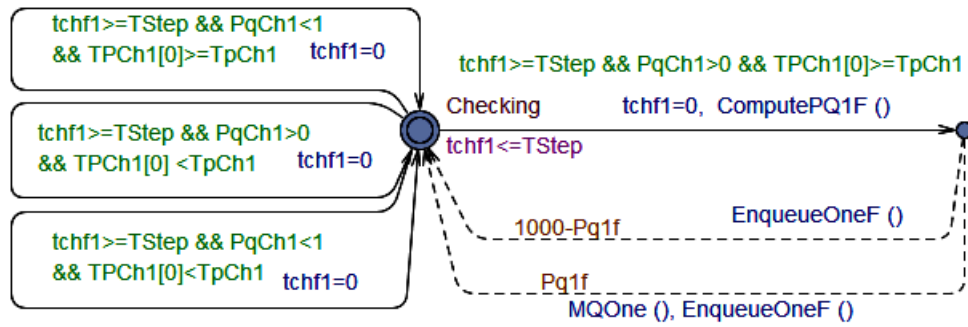 tchf1>=TStep && PqCh1<1
&& TPCh1[0]>=TpCh1
tchf1=0
tchf1>=TStep && PqCh1>0 && TPCh1[0]>=TpCh1
Checking
tchf1=0, ComputePQ1F ()
tchf1<=TStep
tchf1>=TStep && PqCh1>0
&& TPCh1[0] <TpCh1
tchf1=0
EnqueueOneF ()
1000-Pq1f
tchf1>=TStep && PqCh1<1
&& TPCh1[0]<TpCh1
tchf1=0
Pq1f
MQOne (), EnqueueOneF ()